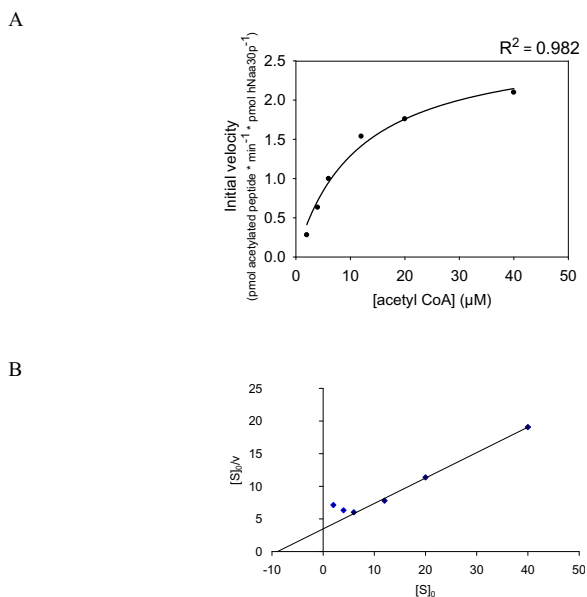 A
R² = 0.982
Initial velocity
(pmol acetylated peptide * min⁻¹ * pmol hNaa30p⁻¹)
2.5
2.0
1.5
1.0
0.5
0.0
0 10 20 30 40 50
[acetyl CoA] (µM)
B
25
20
15
10
5
0
[S]₀/v
-10 0 10 20 30 40 50
[S]₀